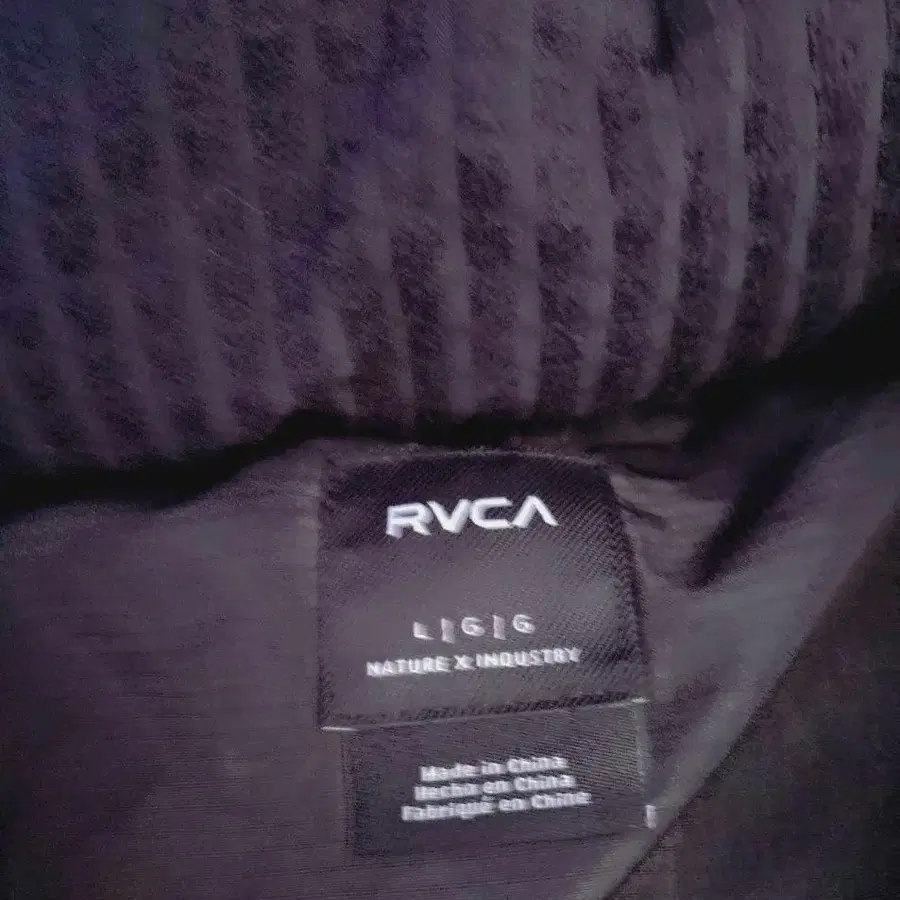 RVCA
L|G|G
NATURE X INDUSTRY
Made in China
Hecho en China
Fabriqué en Chine